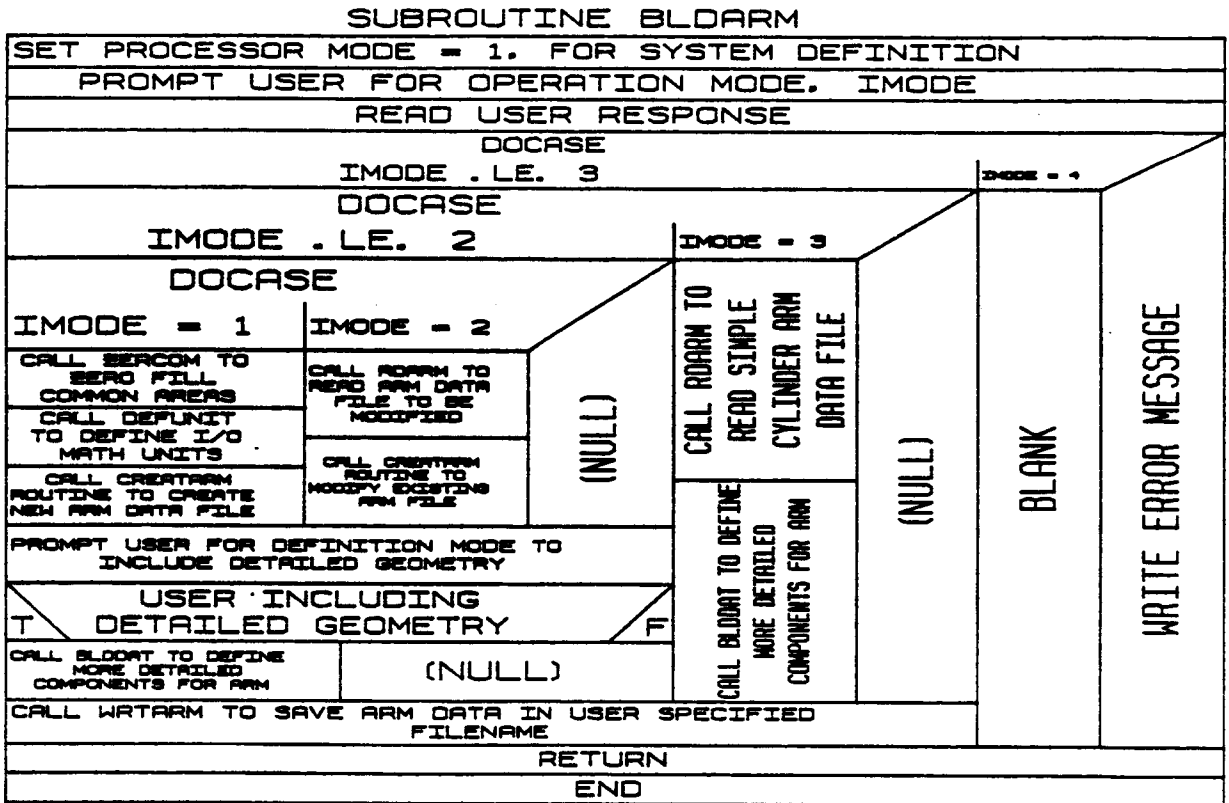 SUBROUTINE BLDARM
SET PROCESSOR MODE = 1. FOR SYSTEM DEFINITION
PROMPT USER FOR OPERATION MODE. IMODE
READ USER RESPONSE
DOCASE
IMODE .LE. 3
IMODE = 4
DOCASE
IMODE .LE. 2
IMODE = 3
DOCASE
IMODE = 1
IMODE = 2
CALL ZERCOM TO
ZERO FILL
COMMON AREAS
CALL DEFUNIT
TO DEFINE I/O
MATH UNITS
CALL CREATARM
ROUTINE TO CREATE
NEW ARM DATA FILE
CALL RDARM TO
READ ARM DATA
FILE TO BE
MODIFIED
CALL CREATARM
ROUTINE TO
MODIFY EXISTING
ARM FILE
(NULL)
CALL RDARM TO
READ SIMPLE
CYLINDER ARM
DATA FILE
CALL BLDDAT TO DEFINE
MORE DETAILED
COMPONENTS FOR ARM
(NULL)
BLANK
WRITE ERROR MESSAGE
PROMPT USER FOR DEFINITION MODE TO
INCLUDE DETAILED GEOMETRY
USER INCLUDING
T DETAILED GEOMETRY F
CALL BLDDAT TO DEFINE
MORE DETAILED
COMPONENTS FOR ARM
(NULL)
CALL WRTARM TO SAVE ARM DATA IN USER SPECIFIED
FILENAME
RETURN
END